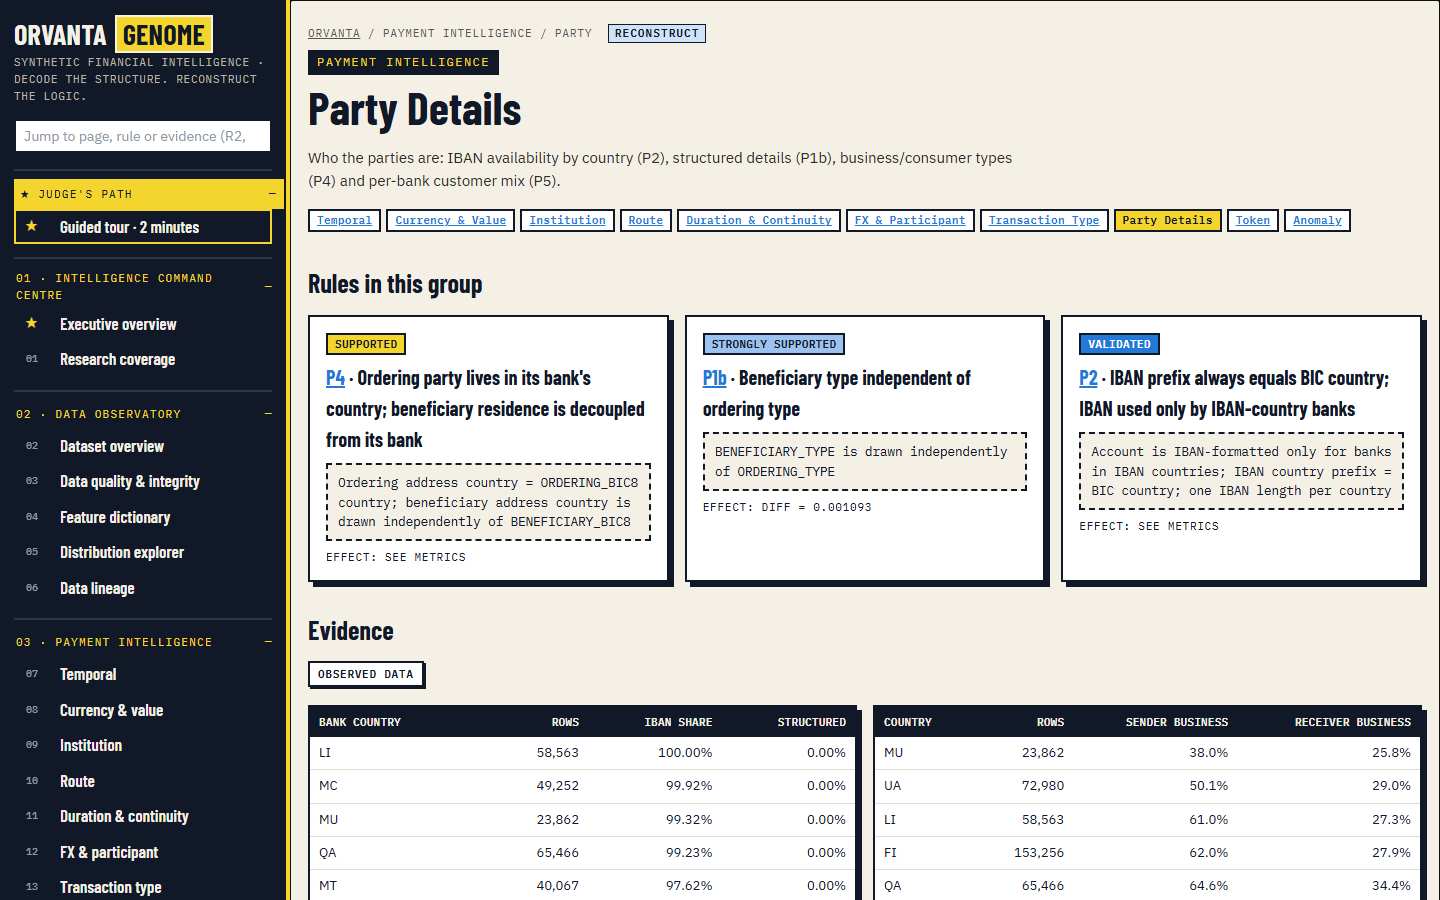 ORVANTA GENOME
SYNTHETIC FINANCIAL INTELLIGENCE ·
DECODE THE STRUCTURE. RECONSTRUCT
THE LOGIC.
Jump to page, rule or evidence (R2,
★ JUDGE'S PATH −
★ Guided tour · 2 minutes
01 · INTELLIGENCE COMMAND
CENTRE −
★ Executive overview
01 Research coverage
02 · DATA OBSERVATORY −
02 Dataset overview
03 Data quality & integrity
04 Feature dictionary
05 Distribution explorer
06 Data lineage
03 · PAYMENT INTELLIGENCE −
07 Temporal
08 Currency & value
09 Institution
10 Route
11 Duration & continuity
12 FX & participant
13 Transaction type
ORVANTA / PAYMENT INTELLIGENCE / PARTY RECONSTRUCT
PAYMENT INTELLIGENCE
Party Details
Who the parties are: IBAN availability by country (P2), structured details (P1b), business/consumer types
(P4) and per-bank customer mix (P5).
Temporal Currency & Value Institution Route Duration & Continuity FX & Participant Transaction Type Party Details Token Anomaly
Rules in this group
SUPPORTED
P4 · Ordering party lives in its bank's
country; beneficiary residence is decoupled
from its bank
Ordering address country = ORDERING_BIC8
country; beneficiary address country is
drawn independently of BENEFICIARY_BIC8
EFFECT: SEE METRICS
STRONGLY SUPPORTED
P1b · Beneficiary type independent of
ordering type
BENEFICIARY_TYPE is drawn independently
of ORDERING_TYPE
EFFECT: DIFF = 0.001093
VALIDATED
P2 · IBAN prefix always equals BIC country;
IBAN used only by IBAN-country banks
Account is IBAN-formatted only for banks
in IBAN countries; IBAN country prefix =
BIC country; one IBAN length per country
EFFECT: SEE METRICS
Evidence
OBSERVED DATA
BANK COUNTRY ROWS IBAN SHARE STRUCTURED
LI 58,563 100.00% 0.00%
MC 49,252 99.92% 0.00%
MU 23,862 99.32% 0.00%
QA 65,466 99.23% 0.00%
MT 40,067 97.62% 0.00%
COUNTRY ROWS SENDER BUSINESS RECEIVER BUSINESS
MU 23,862 38.0% 25.8%
UA 72,980 50.1% 29.0%
LI 58,563 61.0% 27.3%
FI 153,256 62.0% 27.9%
QA 65,466 64.6% 34.4%